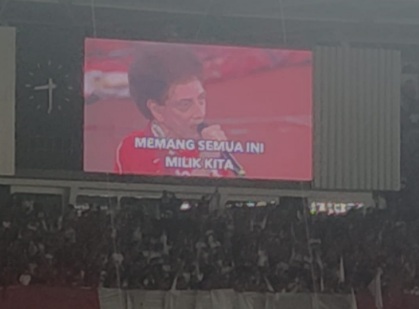 MEMANG SEMUA INI
MILIK KITA